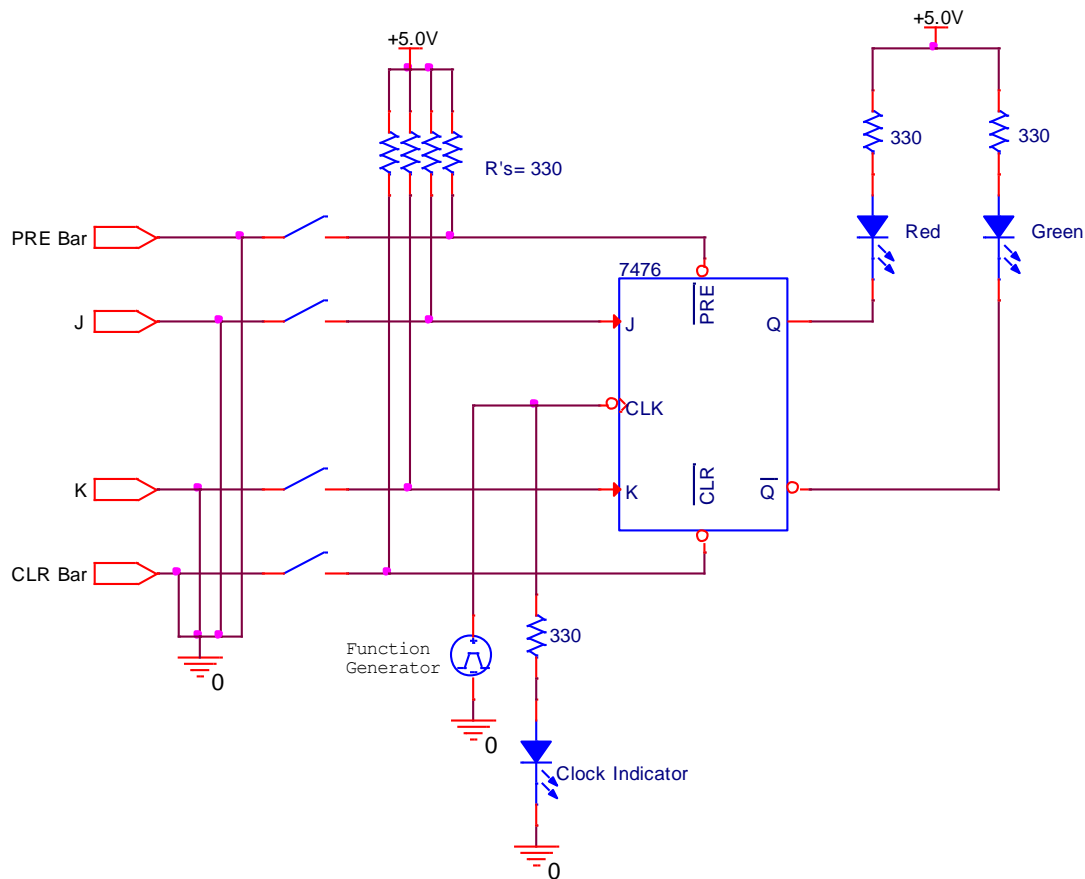 +5.0V
+5.0V
330
330
R's= 330
PRE Bar
Red
Green
7476
PRE
J
J
Q
CLK
K
CLR
K
Q
CLR Bar
Function
Generator
330
0
0
Clock Indicator
0